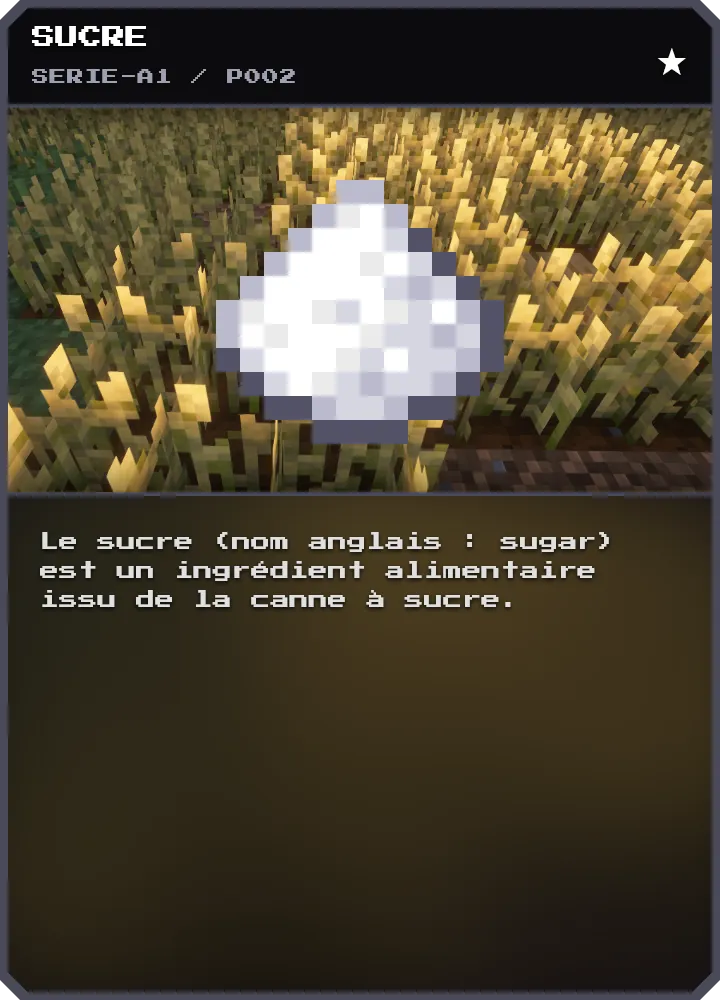 SUCRE
SERIE-A1 / P002
Le sucre (nom anglais : sugar)
est un ingrédient alimentaire
issu de la canne à sucre.